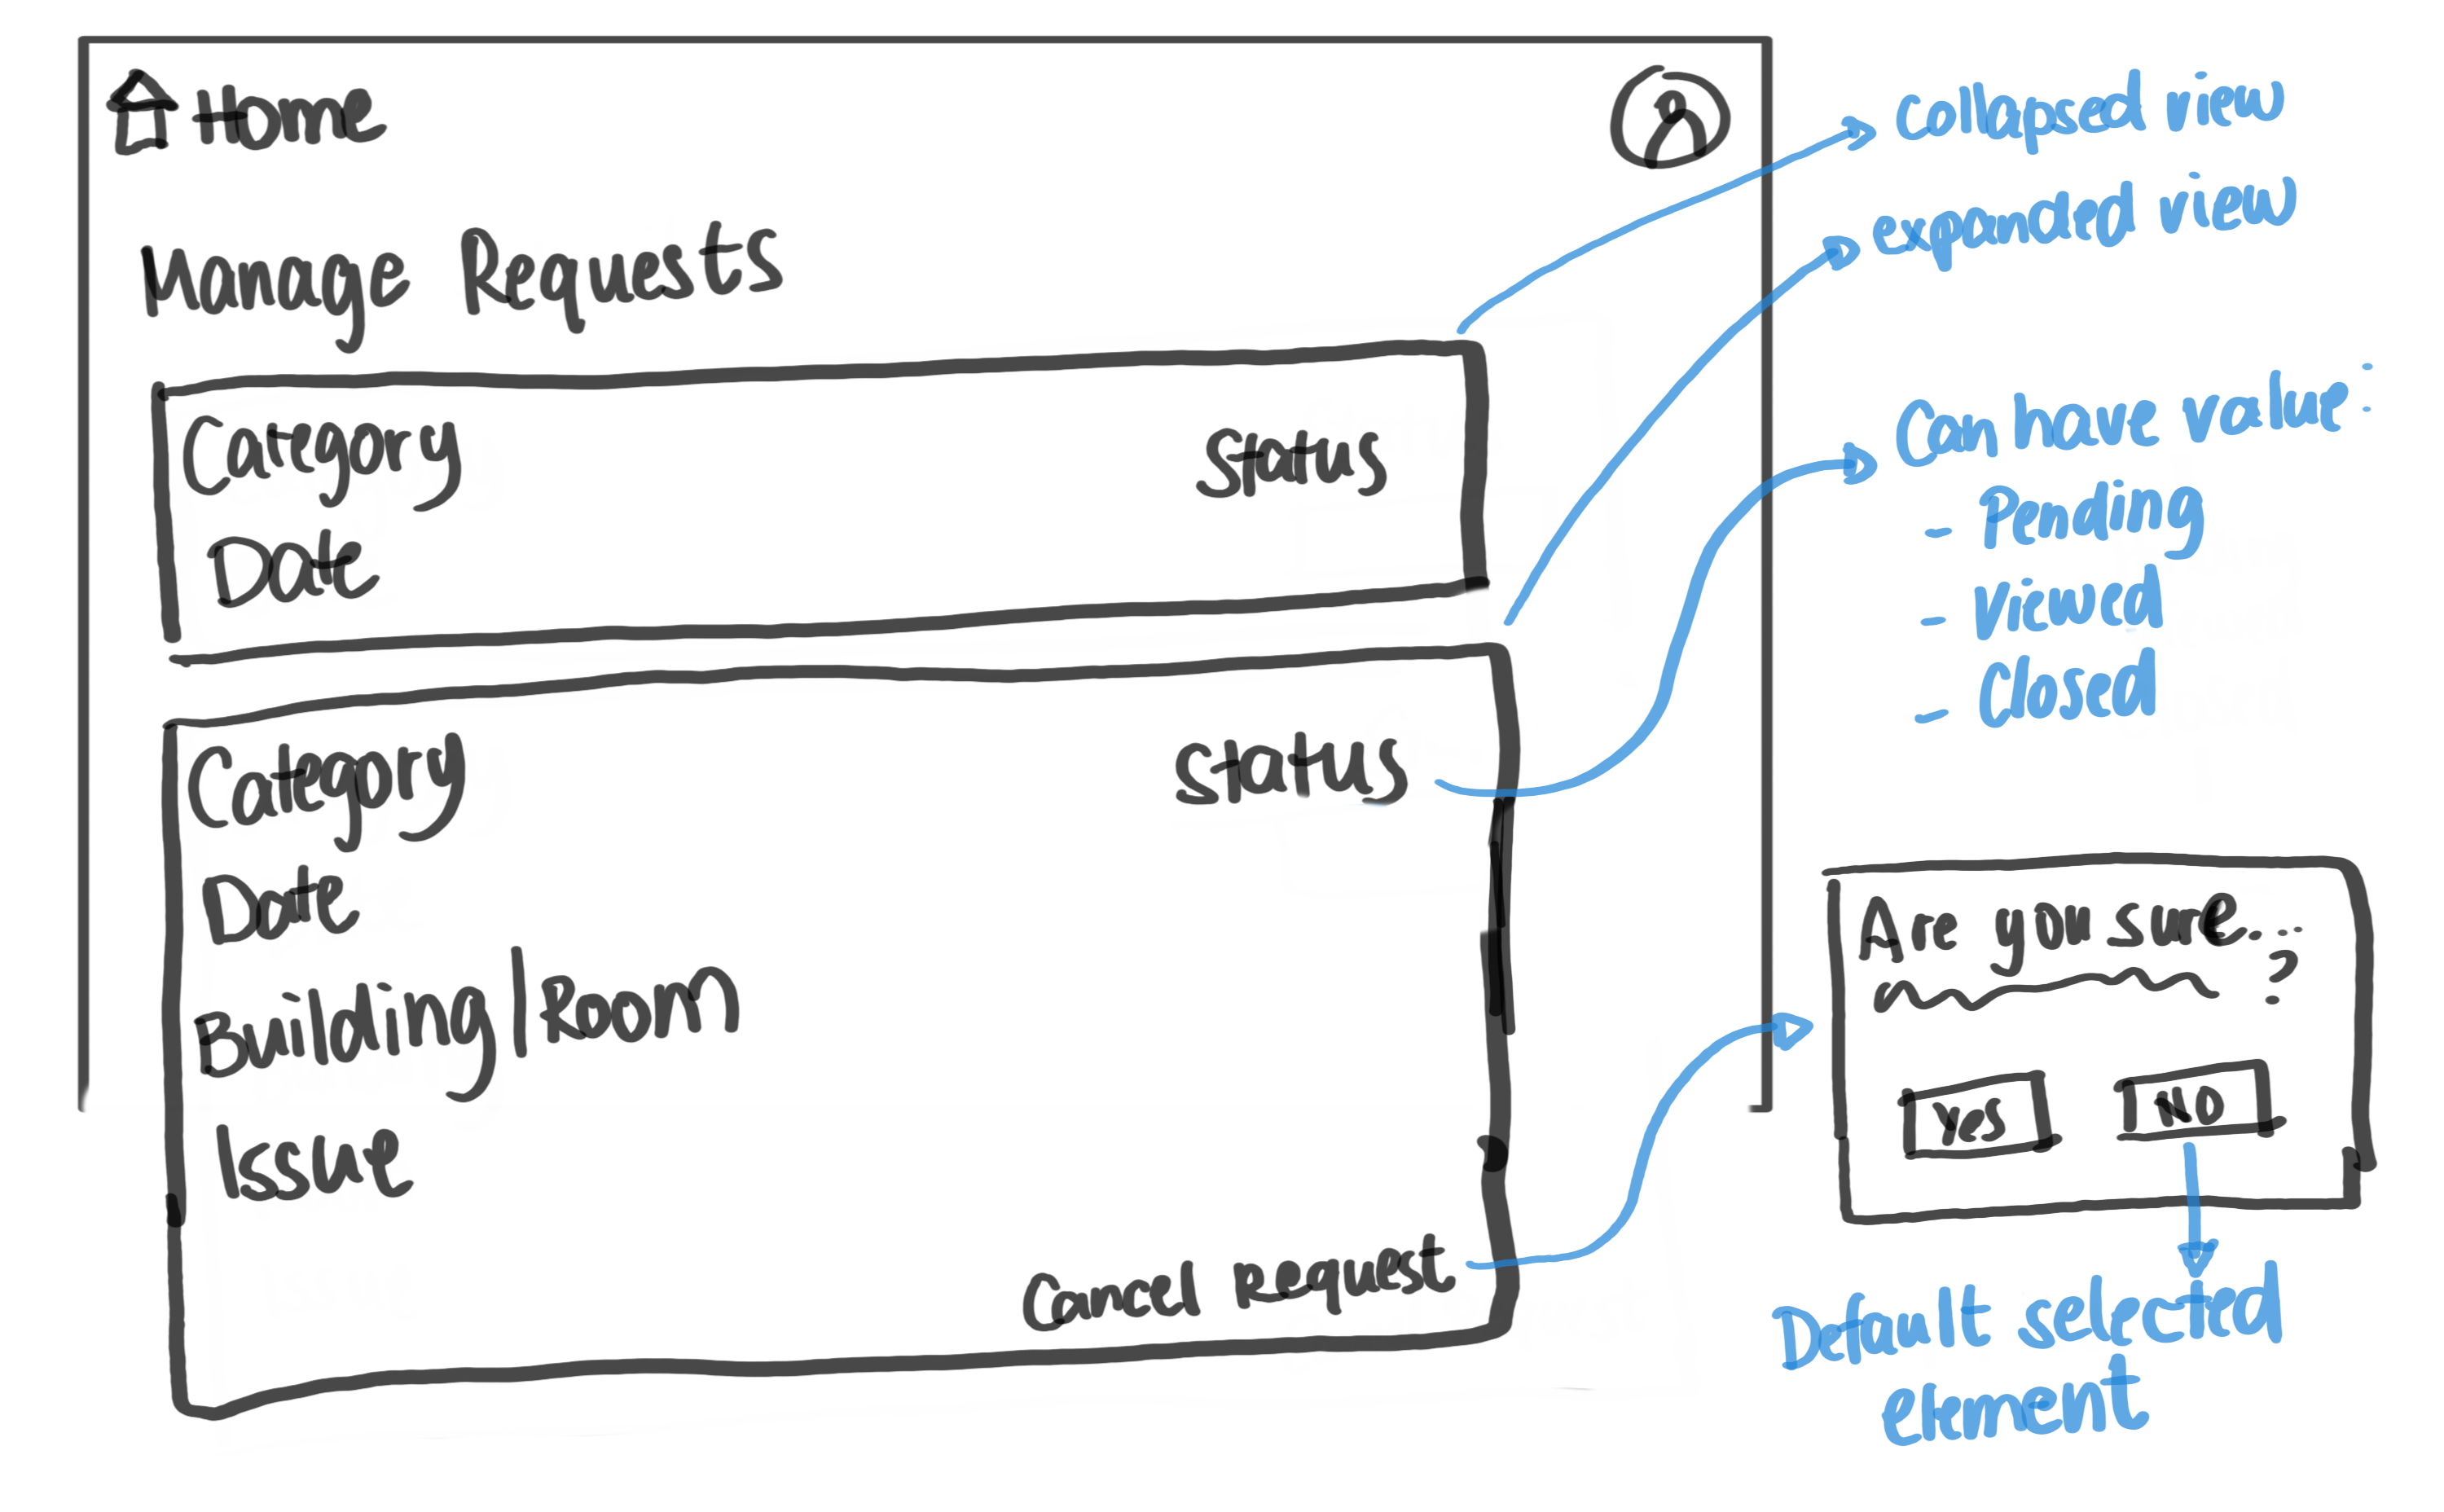 Home
Manage Requests
Category
Status
Date
Category
Status
Date
Building/Room
Issue
Cancel Request
collapsed view
expanded view
Can have value:
- Pending
- Viewed
- Closed
Are you sure....
?
Yes
NO
Default selected
element